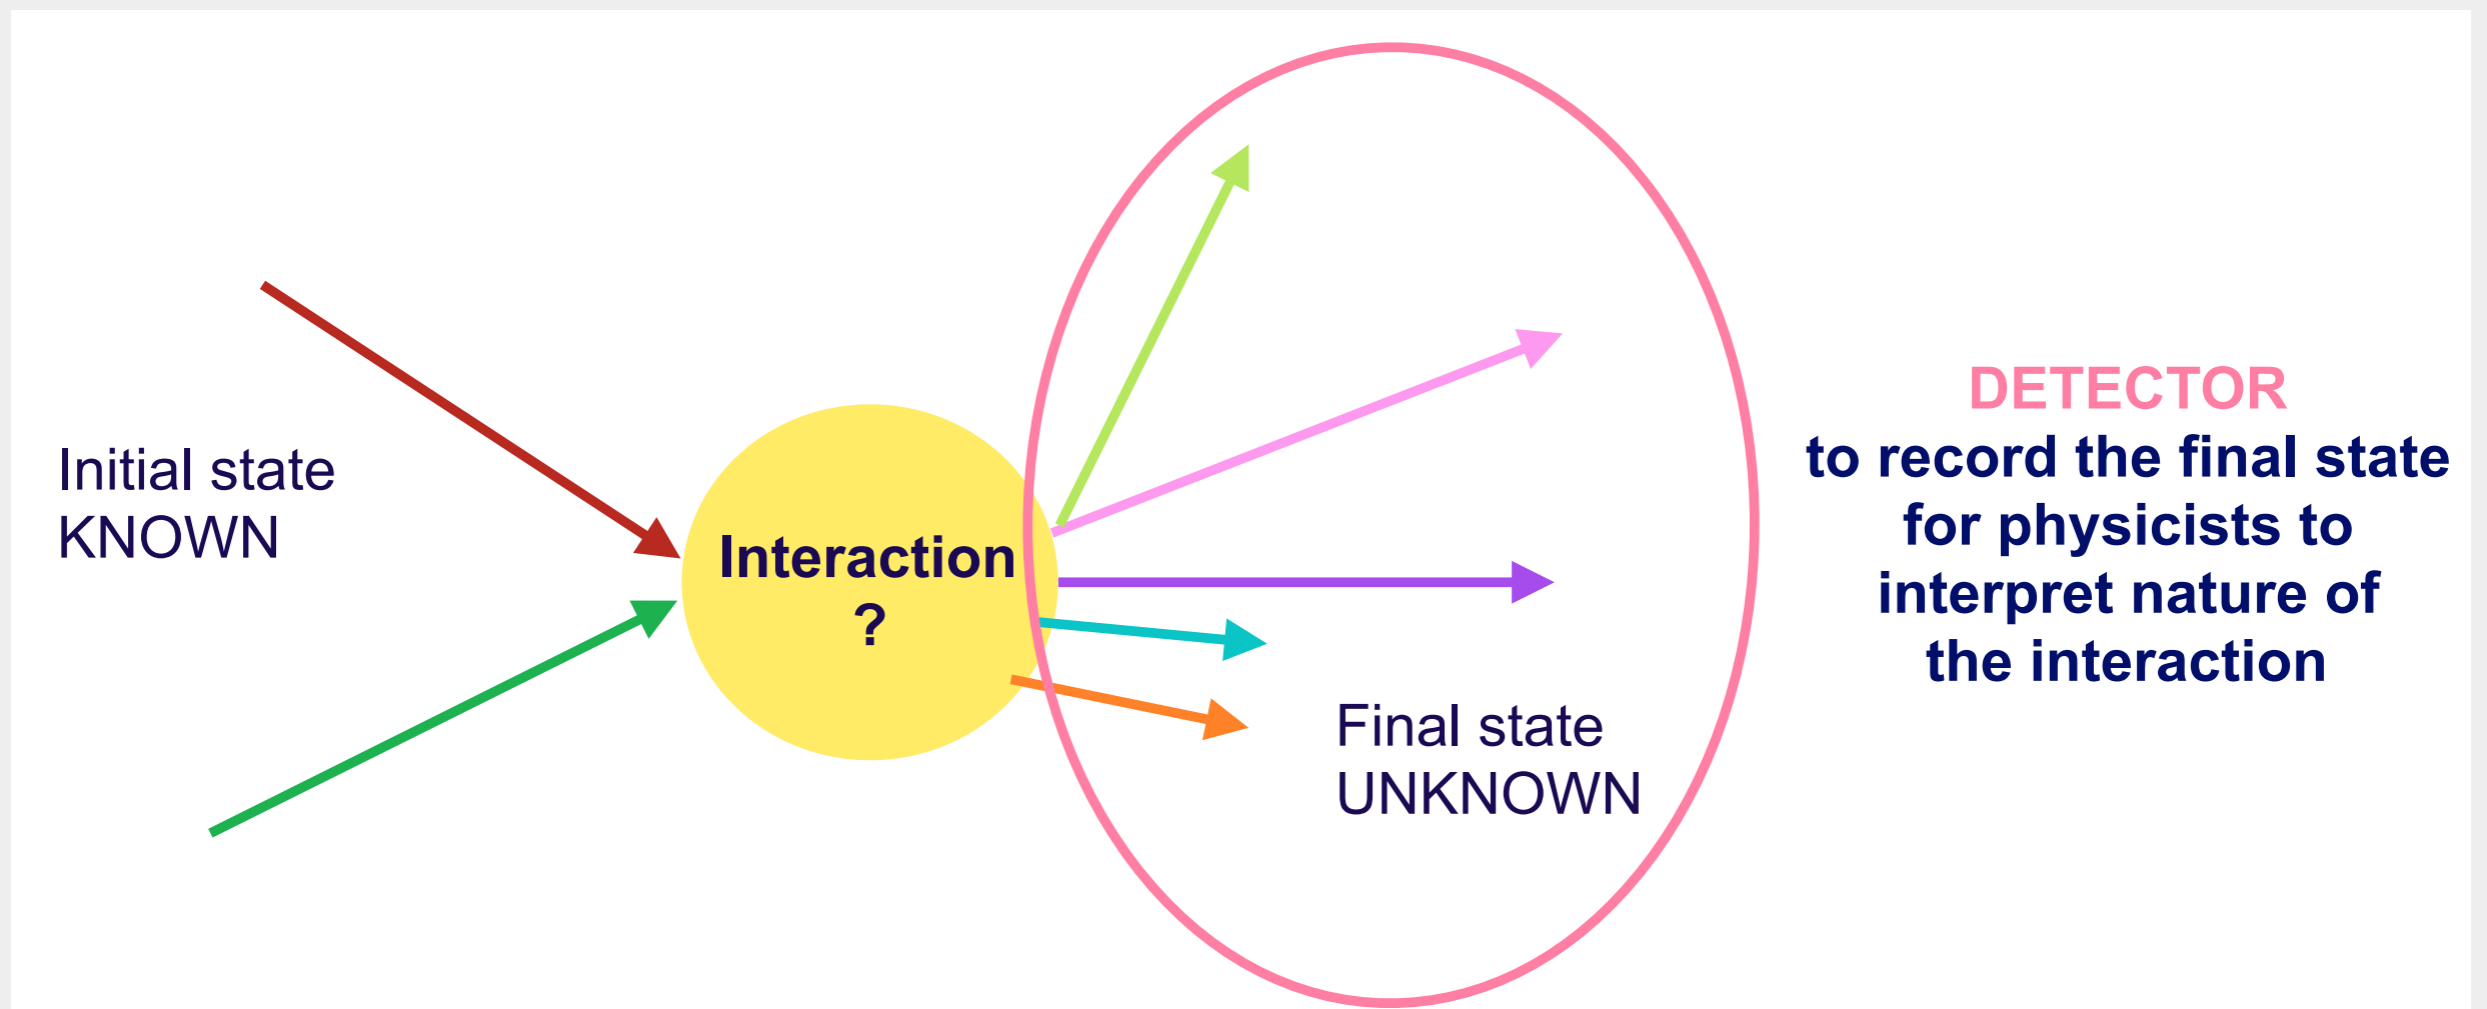 Initial state
KNOWN
Interaction
?
Final state
UNKNOWN
DETECTOR
to record the final state
for physicists to
interpret nature of
the interaction